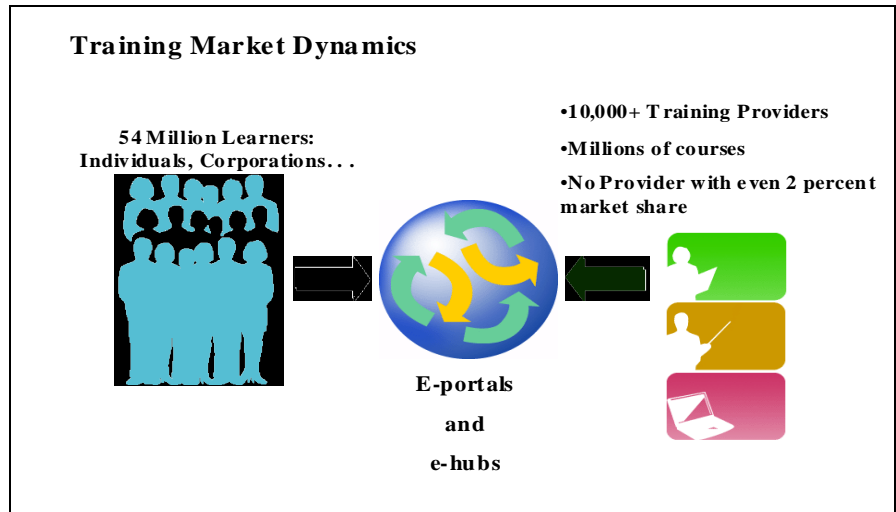 Training Market Dynamics
54 Million Learners:
Individuals, Corporations...
•10,000+ Training Providers
•Millions of courses
•No Provider with even 2 percent
market share
E-portals
and
e-hubs